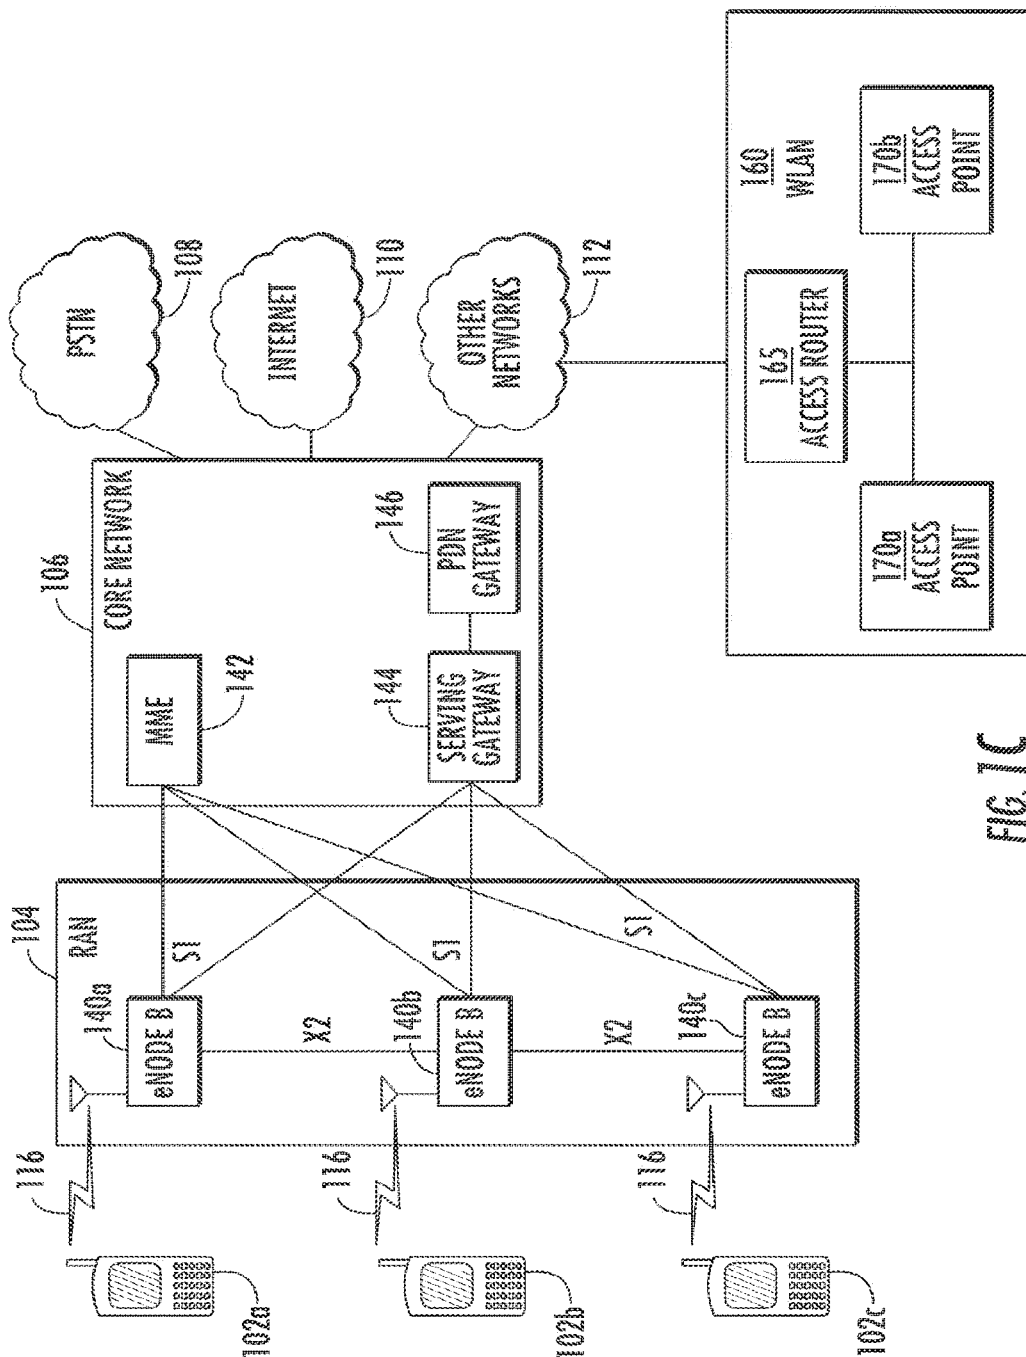 102a
116
140a
eNODE B
104
RAN
S1
X2
102b
116
140b
eNODE B
S1
X2
102c
116
140c
eNODE B
S1
106
CORE NETWORK
MME
142
144
SERVING
GATEWAY
146
PDN
GATEWAY
PSTN
108
INTERNET
110
OTHER
NETWORKS
112
160
WLAN
165
ACCESS ROUTER
170a
ACCESS
POINT
170b
ACCESS
POINT
FIG. 1C